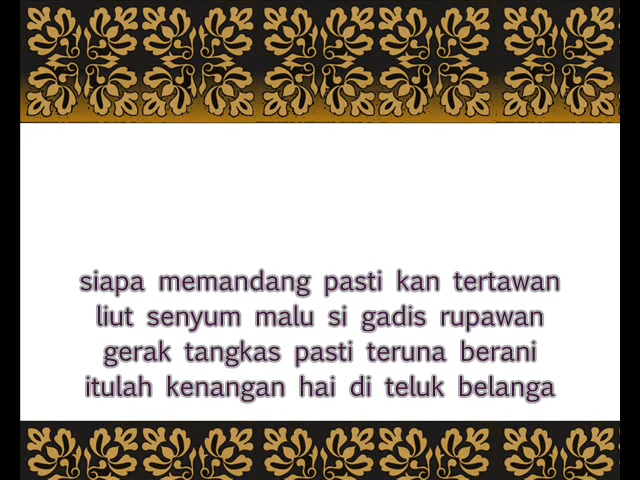 siapa memandang pasti kan tertawan
liut senyum malu si gadis rupawan
gerak tangkas pasti teruna berani
itulah kenangan hai di teluk belanga